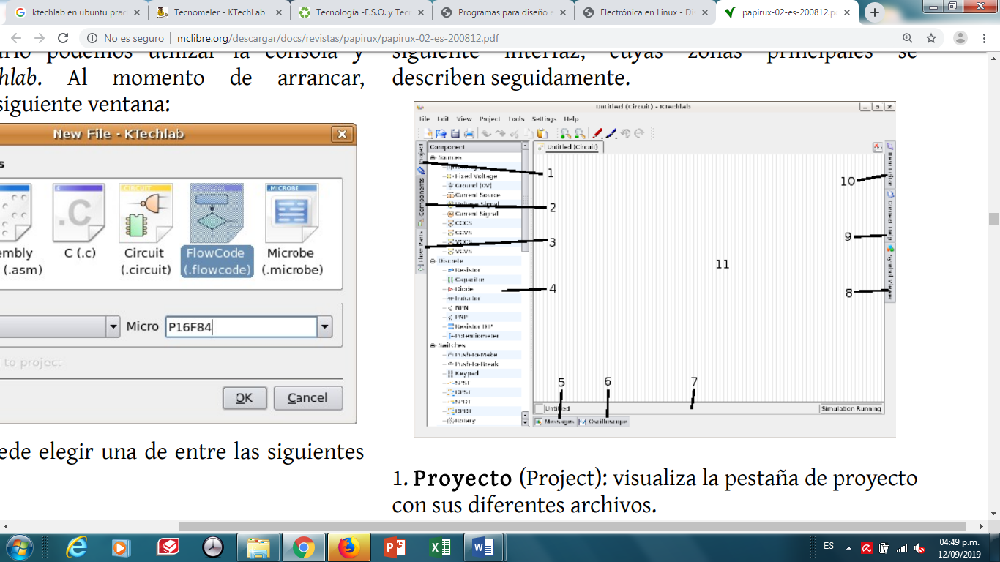 ktechlab en ubuntu prac
Tecnomeler - KTechLab
Tecnología -E.S.O. y Tec
Programas para diseño e
Electrónica en Linux - Di
papirux-02-es-200812.p
No es seguro
mclibre.org/descargar/docs/revistas/papirux/papirux-02-es-200812.pdf
ario podemos utilizar la consola y
hlab. Al momento de arrancar,
siguiente ventana:
New File - KTechlab
s
embly (.asm)
C (.c)
Circuit (.circuit)
FlowCode (.flowcode)
Microbe (.microbe)
Micro P16F84
to project
OK
Cancel
ede elegir una de entre las siguientes
siguiente interfaz, cuyas zonas principales se
describen seguidamente.
Untitled (Circuit) - KTechlab
File Edit View Project Tools Settings Help
Project
Components
Flow Parts
Component
Sources
Fixed Voltage
Ground (0V)
Current Source
Voltage Signal
Current Signal
CCCS
CCVS
VCCS
VCVS
Discrete
Resistor
Capacitor
Diode
Inductor
NPN
PNP
Resistor DIP
Potentiometer
Switches
Push-to-Make
Push-to-Break
Keypad
SPST
DPST
SPDT
DPDT
Rotary
Untitled (Circuit)
1
2
3
4
5
6
7
8
9
10
11
Item Editor
Context Help
Symbol Viewer
Untitled
Simulation Running
Messages
Oscilloscope
1. Proyecto (Project): visualiza la pestaña de proyecto
con sus diferentes archivos.
ES
04:49 p.m.
12/09/2019